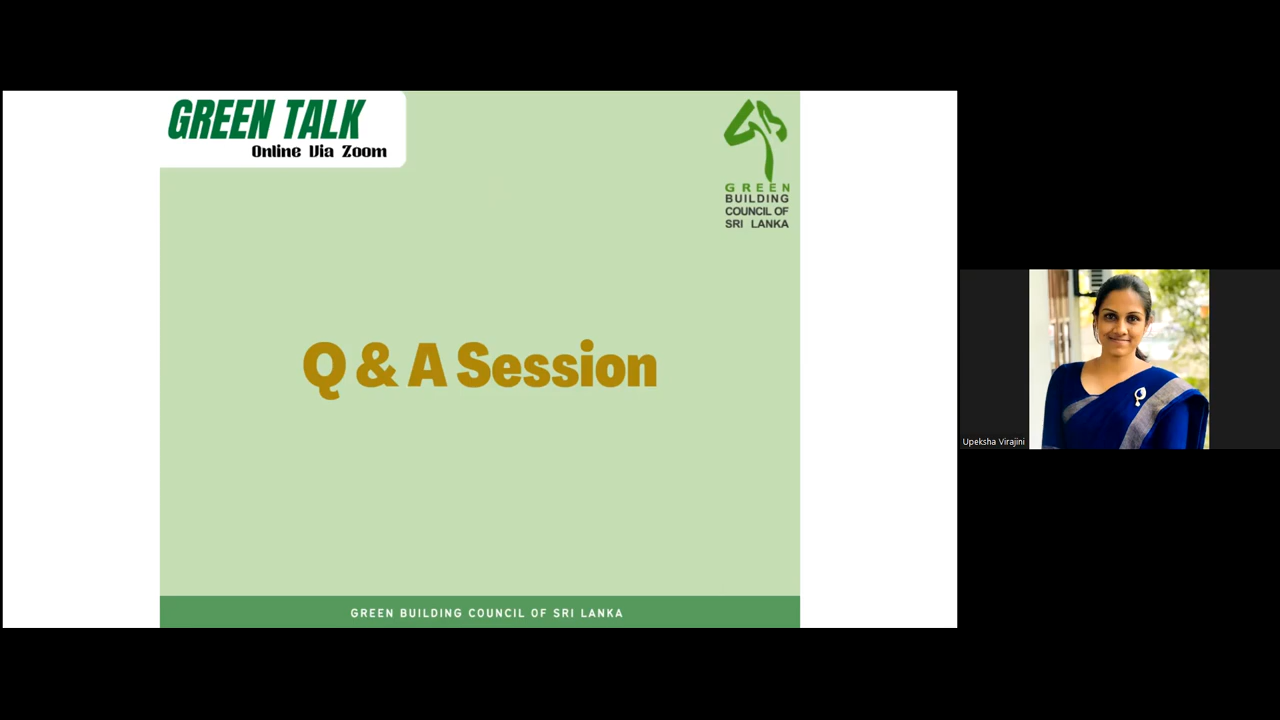 GREEN TALK
Online Via Zoom
GREEN
BUILDING
COUNCIL OF
SRI LANKA
Q & A Session
GREEN BUILDING COUNCIL OF SRI LANKA
Upeksha Virajini